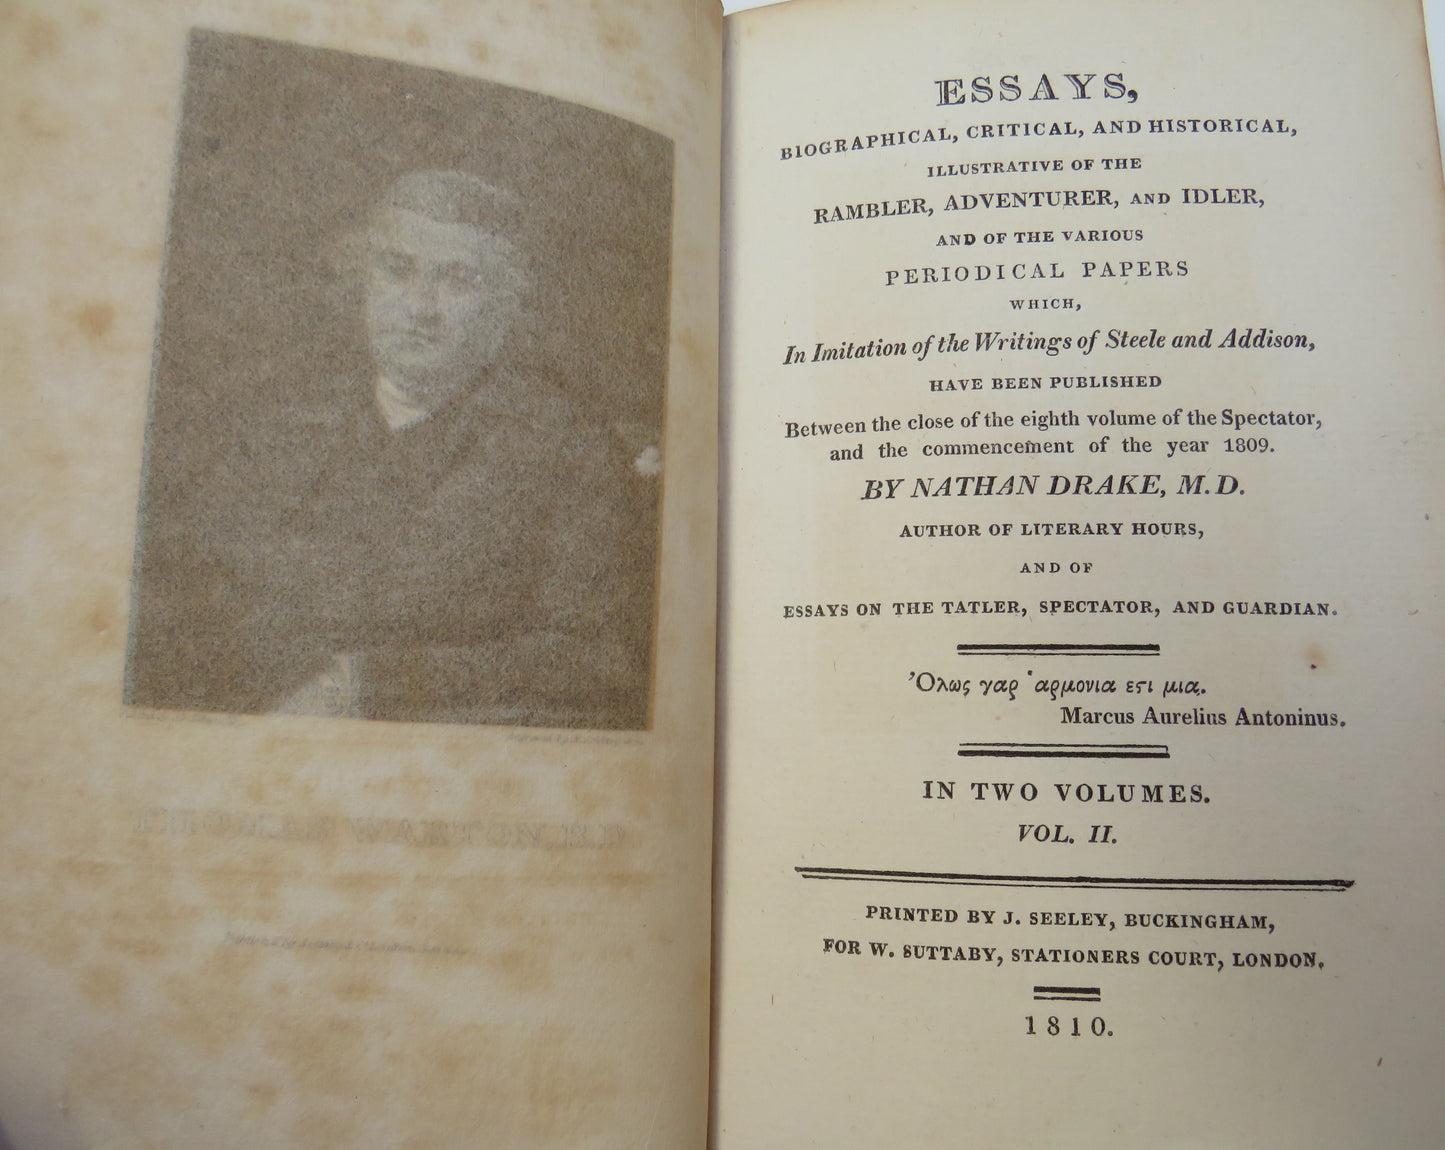 ESSAYS,
BIOGRAPHICAL, CRITICAL, AND HISTORICAL,
ILLUSTRATIVE OF THE
RAMBLER, ADVENTURER, AND IDLER,
AND OF THE VARIOUS
PERIODICAL PAPERS
WHICH,
In Imitation of the Writings of Steele and Addison,
HAVE BEEN PUBLISHED
Between the close of the eighth volume of the Spectator,
and the commencement of the year 1809.
BY NATHAN DRAKE, M.D.
AUTHOR OF LITERARY HOURS,
AND OF
ESSAYS ON THE TATLER, SPECTATOR, AND GUARDIAN.
Ὅλως γαρ ἁρμονια εϛι μια.
Marcus Aurelius Antoninus.
IN TWO VOLUMES.
VOL. II.
PRINTED BY J. SEELEY, BUCKINGHAM,
FOR W. SUTTABY, STATIONERS COURT, LONDON.
1810.